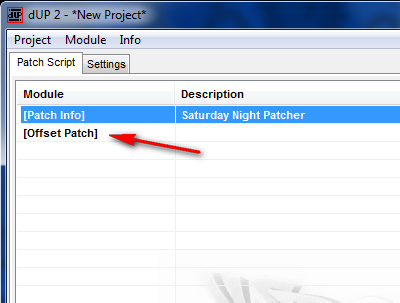 dUP 2 - *New Project*
Project Module Info
Patch Script Settings
Module Description
[Patch Info] Saturday Night Patcher
[Offset Patch]